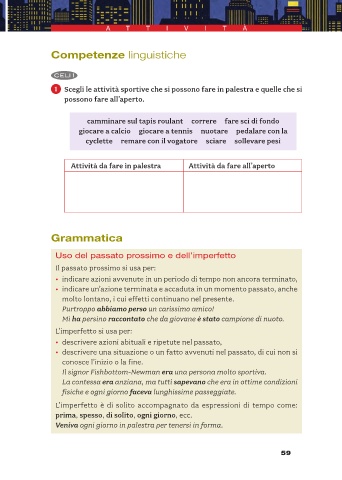 ATTIVITÀ
Competenze linguistiche
CELI 1
1 Scegli le attività sportive che si possono fare in palestra e quelle che si
possono fare all'aperto.
camminare sul tapis roulant correre fare sci di fondo
giocare a calcio giocare a tennis nuotare pedalare con la
cyclette remare con il vogatore sciare sollevare pesi
Attività da fare in palestra Attività da fare all'aperto
Grammatica
Uso del passato prossimo e dell'imperfetto
Il passato prossimo si usa per:
• indicare azioni avvenute in un periodo di tempo non ancora terminato,
• indicare un'azione terminata e accaduta in un momento passato, anche
molto lontano, i cui effetti continuano nel presente.
Purtroppo abbiamo perso un carissimo amico!
Mi ha persino raccontato che da giovane è stato campione di nuoto.
L'imperfetto si usa per:
• descrivere azioni abituali e ripetute nel passato,
• descrivere una situazione o un fatto avvenuti nel passato, di cui non si
conosce l'inizio o la fine.
Il signor Fishbottom-Newman era una persona molto sportiva.
La contessa era anziana, ma tutti sapevano che era in ottime condizioni
fisiche e ogni giorno faceva lunghissime passeggiate.
L'imperfetto è di solito accompagnato da espressioni di tempo come:
prima, spesso, di solito, ogni giorno, ecc.
Veniva ogni giorno in palestra per tenersi in forma.
59